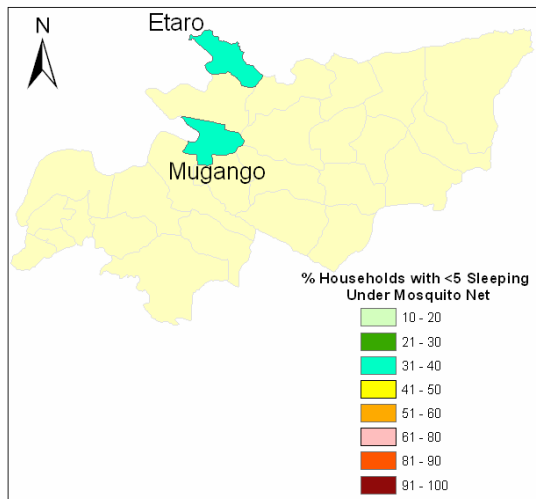 N
Etaro
Mugango
% Households with <5 Sleeping
Under Mosquito Net
10 - 20
21 - 30
31 - 40
41 - 50
51 - 60
61 - 80
81 - 90
91 - 100